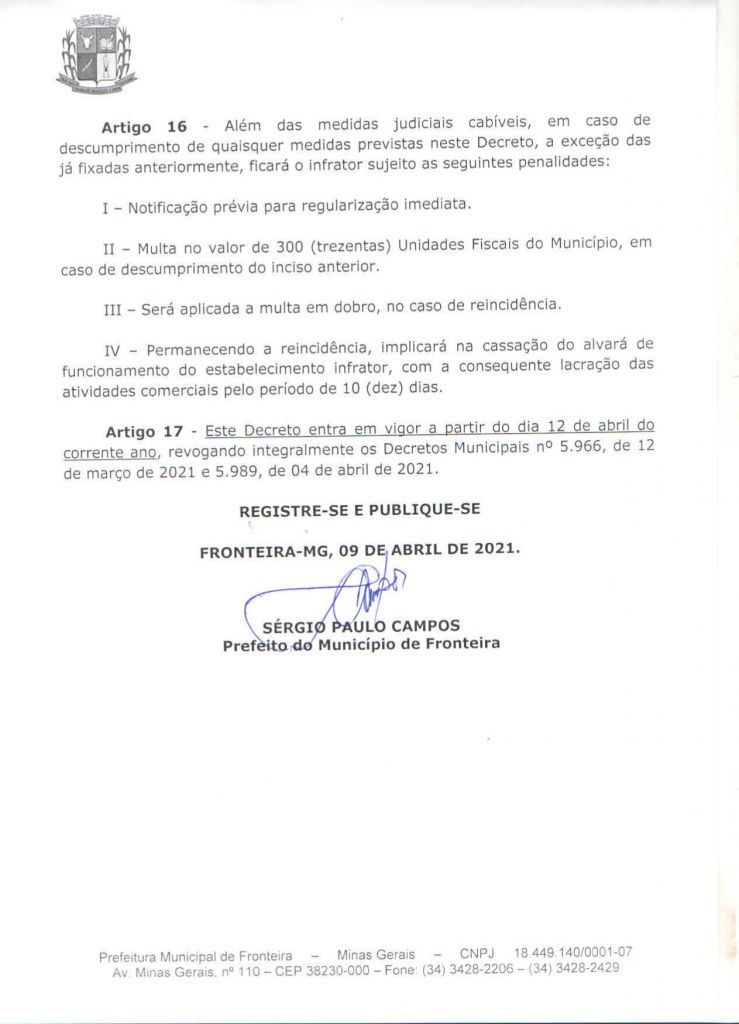 Artigo 16 - Além das medidas judiciais cabíveis, em caso de
descumprimento de quaisquer medidas previstas neste Decreto, a exceção das
já fixadas anteriormente, ficará o infrator sujeito as seguintes penalidades:
I – Notificação prévia para regularização imediata.
II – Multa no valor de 300 (trezentas) Unidades Fiscais do Município, em
caso de descumprimento do inciso anterior.
III – Será aplicada a multa em dobro, no caso de reincidência.
IV – Permanecendo a reincidência, implicará na cassação do alvará de
funcionamento do estabelecimento infrator, com a consequente lacração das
atividades comerciais pelo período de 10 (dez) dias.
Artigo 17 - Este Decreto entra em vigor a partir do dia 12 de abril do
corrente ano, revogando integralmente os Decretos Municipais nº 5.966, de 12
de março de 2021 e 5.989, de 04 de abril de 2021.
REGISTRE-SE E PUBLIQUE-SE
FRONTEIRA-MG, 09 DE ABRIL DE 2021.
SÉRGIO PAULO CAMPOS
Prefeito do Município de Fronteira
Prefeitura Municipal de Fronteira – Minas Gerais – CNPJ 18.449.140/0001-07
Av. Minas Gerais, nº 110 – CEP 38230-000 – Fone: (34) 3428-2206 – (34) 3428-2429